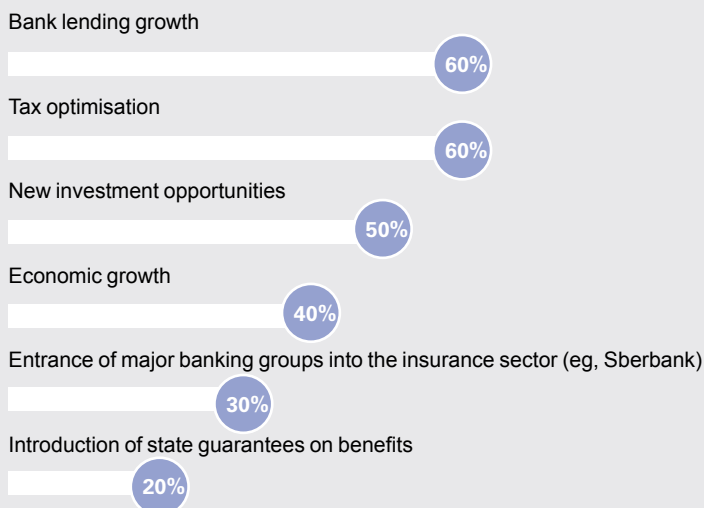 Bank lending growth
60%
Tax optimisation
60%
New investment opportunities
50%
Economic growth
40%
Entrance of major banking groups into the insurance sector (eg, Sberbank)
30%
Introduction of state guarantees on benefits
20%